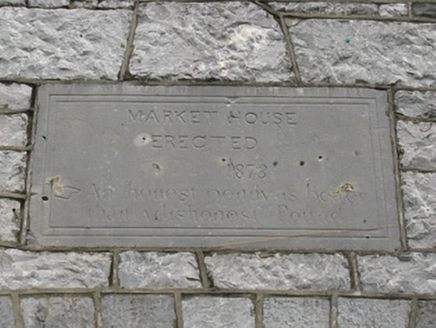 MARKET HOUSE
ERECTED
1873
An honest penny is better
than a dishonest Pound